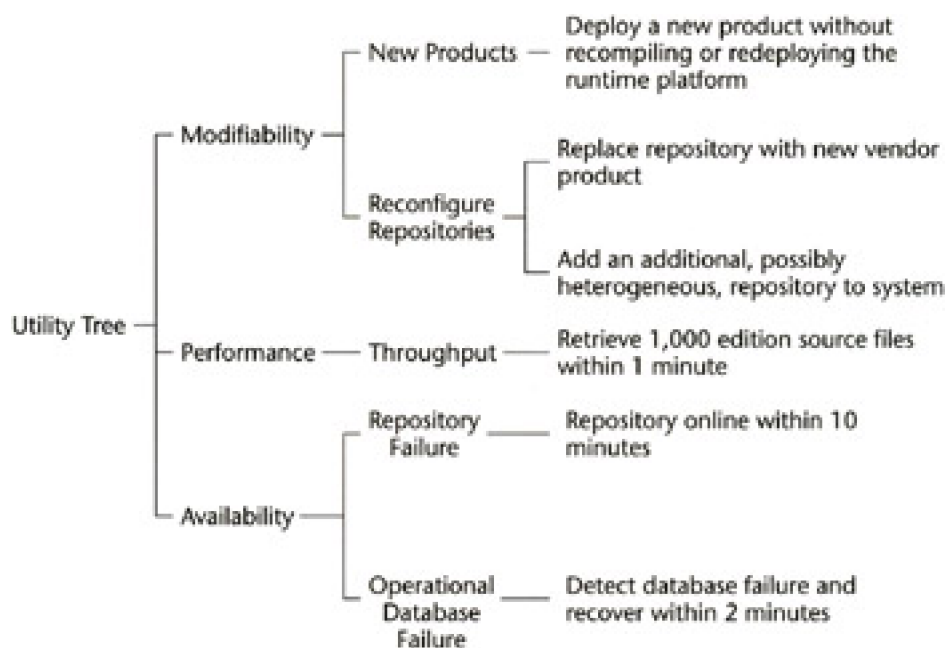 Utility Tree
Modifiability
New Products
Deploy a new product without
recompiling or redeploying the
runtime platform
Reconfigure
Repositories
Replace repository with new vendor
product
Add an additional, possibly
heterogeneous, repository to system
Performance
Throughput
Retrieve 1,000 edition source files
within 1 minute
Availability
Repository
Failure
Repository online within 10
minutes
Operational
Database
Failure
Detect database failure and
recover within 2 minutes